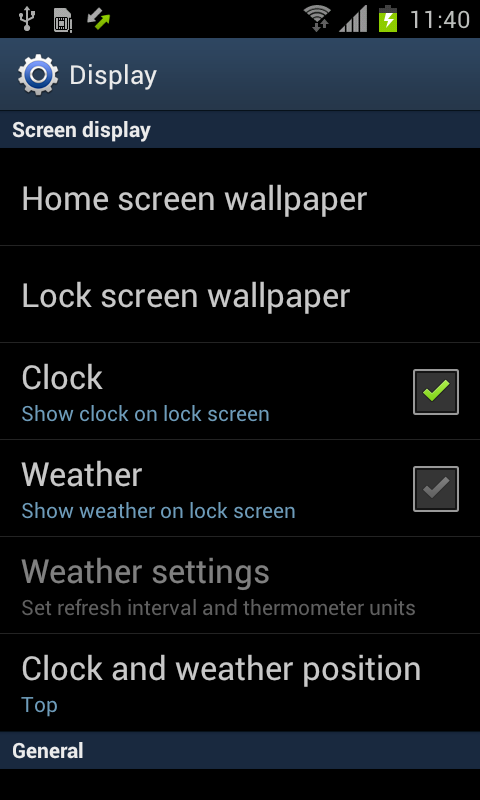 11:40
Display
Screen display
Home screen wallpaper
Lock screen wallpaper
Clock
Show clock on lock screen
Weather
Show weather on lock screen
Weather settings
Set refresh interval and thermometer units
Clock and weather position
Top
General